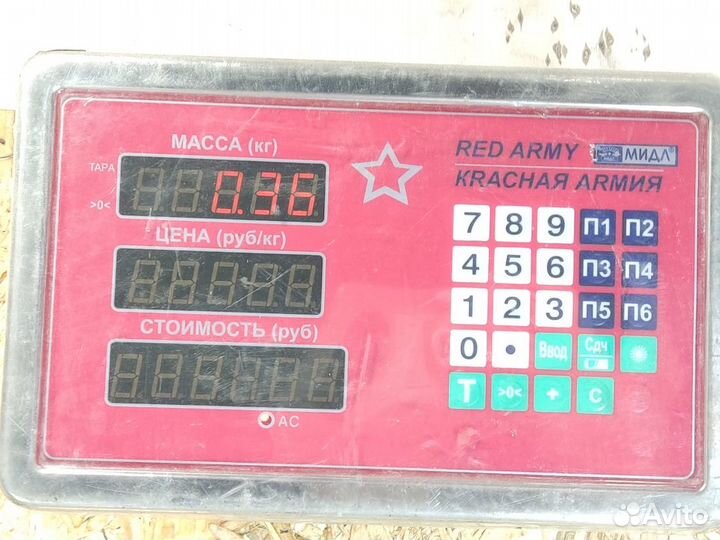 МАССА (кг)
ТАРА
>0<
0.36
ЦЕНА (руб/кг)
СТОИМОСТЬ (руб)
AC
RED ARMY МИДЛ
КRАСНАЯ АRМИЯ
7 8 9 П1 П2
4 5 6 П3 П4
1 2 3 П5 П6
0 • Ввод Сдч
T >0< + C
Avito